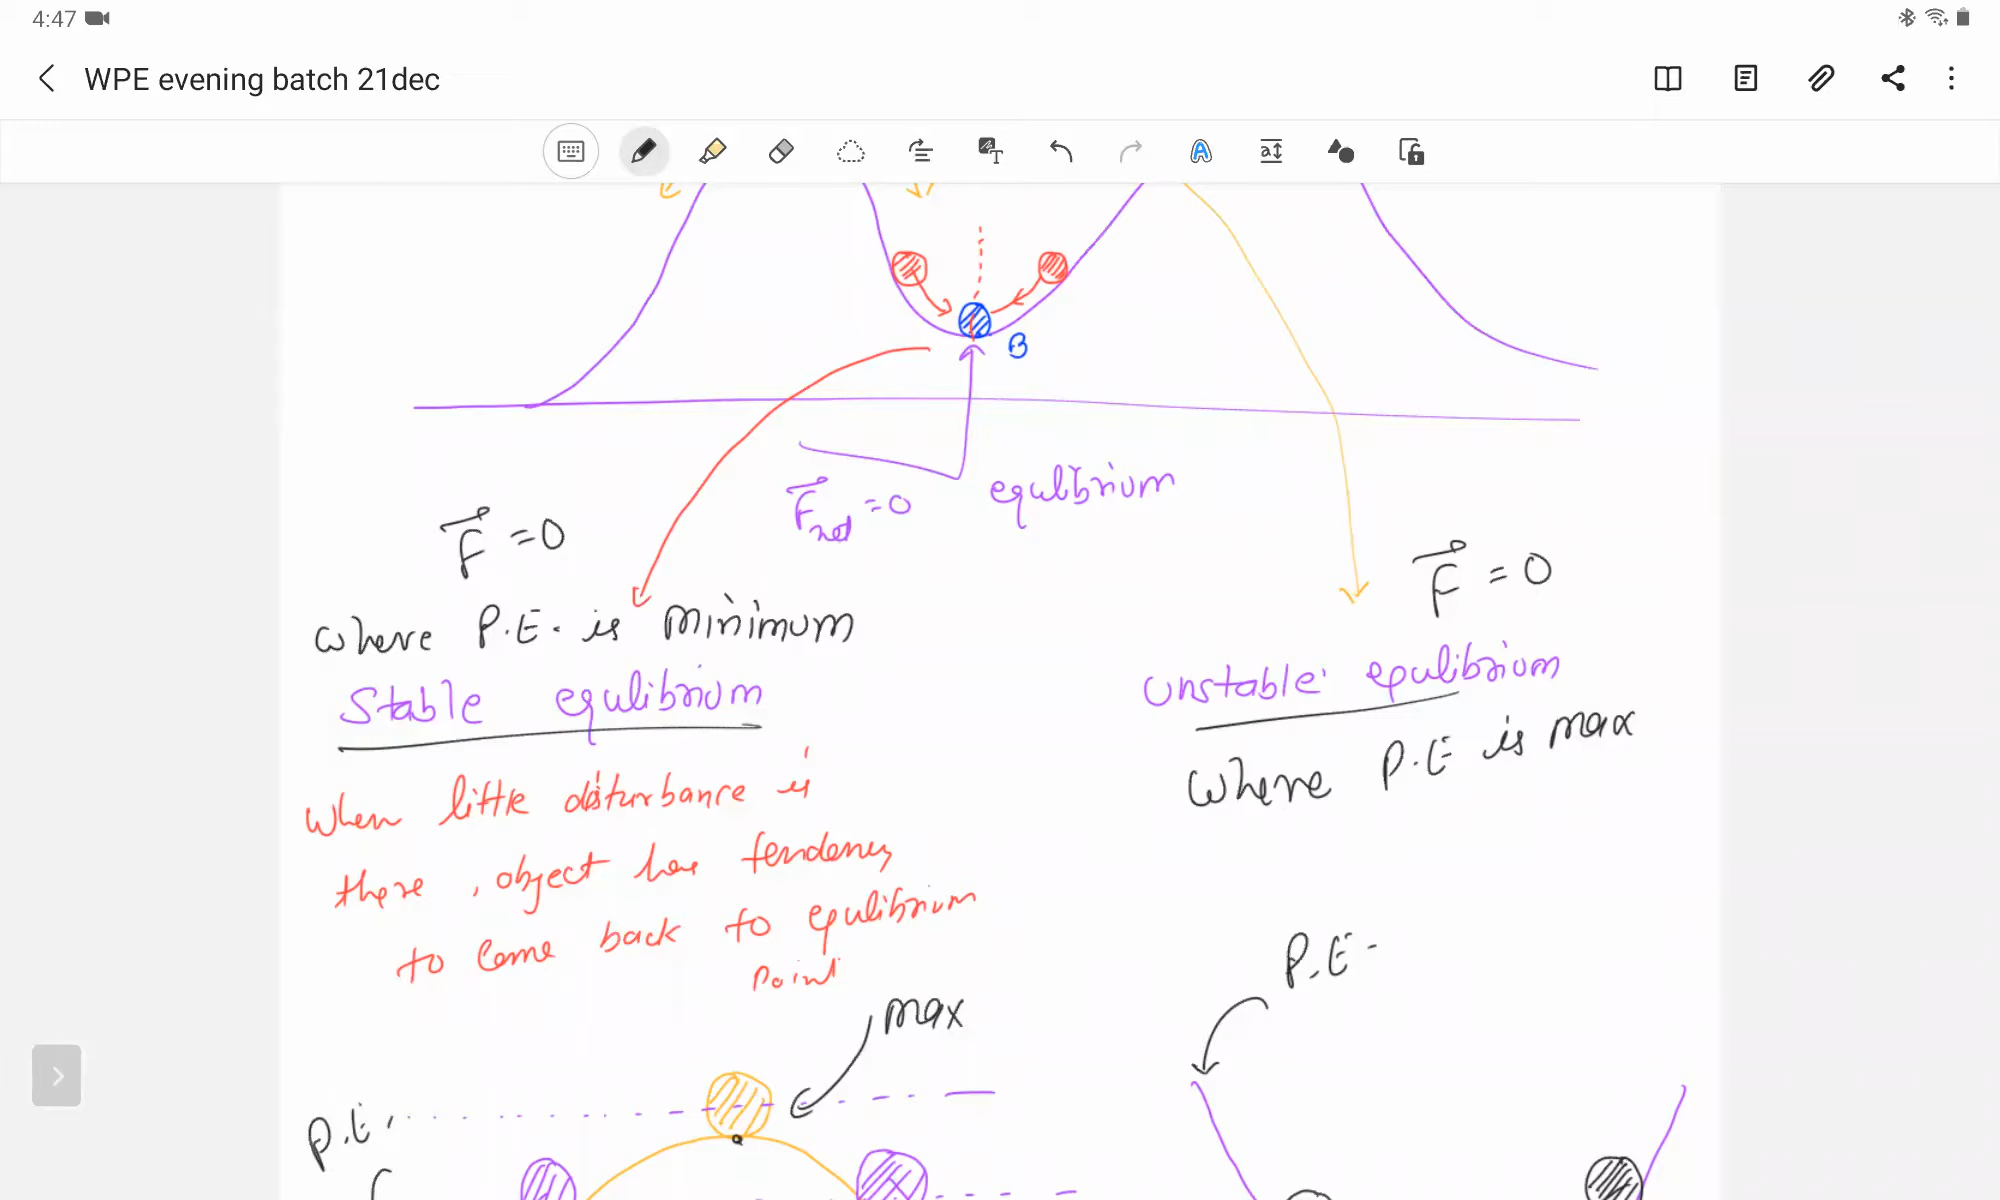 4:47
WPE evening batch 21dec
B
F net = 0 equlibrium
F = 0
F = 0
where P.E. is minimum
Stable equlibrium
unstable equlibrium
where P.E is max
when little disturbance is
there, object has tendency
to come back to equlibrium
point
P.E
max
P.E